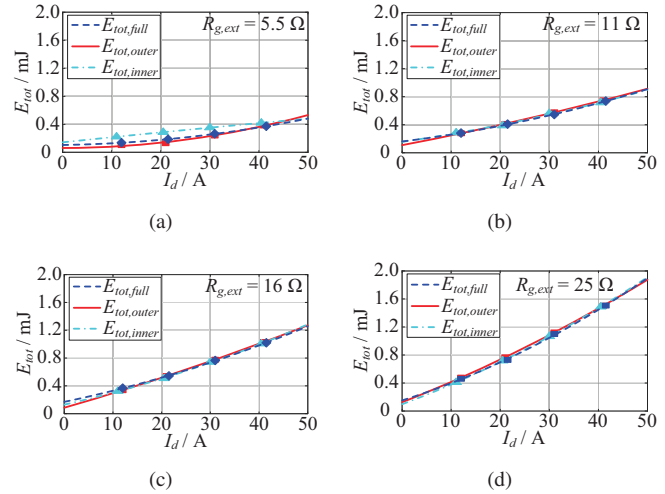 2.0
1.6
1.2
0.8
0.4
0
E_tot / mJ
E_tot,full
E_tot,outer
E_tot,inner
R_g,ext = 5.5 Ω
0 10 20 30 40 50
I_d / A
(a)
2.0
1.6
1.2
0.8
0.4
0
E_tot / mJ
E_tot,full
E_tot,outer
E_tot,inner
R_g,ext = 11 Ω
0 10 20 30 40 50
I_d / A
(b)
2.0
1.6
1.2
0.8
0.4
0
E_tot / mJ
E_tot,full
E_tot,outer
E_tot,inner
R_g,ext = 16 Ω
0 10 20 30 40 50
I_d / A
(c)
2.0
1.6
1.2
0.8
0.4
0
E_tot / mJ
E_tot,full
E_tot,outer
E_tot,inner
R_g,ext = 25 Ω
0 10 20 30 40 50
I_d / A
(d)